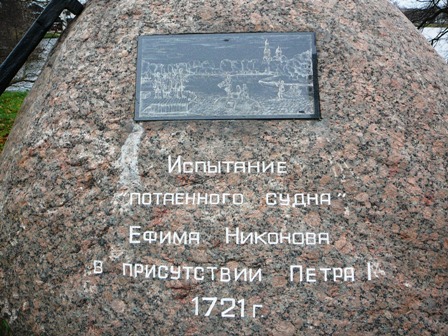 Испытание
"потаенного судна"
Ефима Никонова
в присутствии Петра I
1721 г.